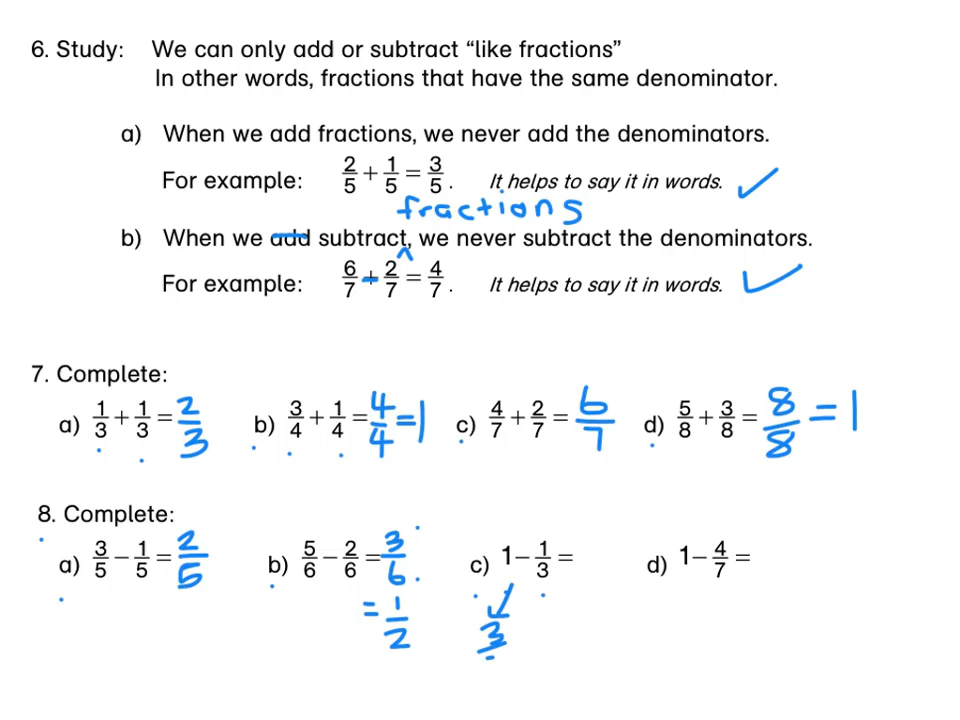 6. Study: We can only add or subtract “like fractions”
In other words, fractions that have the same denominator.
a) When we add fractions, we never add the denominators.
For example: 2/5 + 1/5 = 3/5. It helps to say it in words. ✓
fractions
b) When we add subtract, we never subtract the denominators.
For example: 6/7 - 2/7 = 4/7. It helps to say it in words. ✓
7. Complete:
a) 1/3 + 1/3 = 2/3 b) 3/4 + 1/4 = 4/4 = 1 c) 4/7 + 2/7 = 6/7 d) 5/8 + 3/8 = 8/8 = 1
8. Complete:
a) 3/5 − 1/5 = 2/5 b) 5/6 − 2/6 = 3/6 c) 1 − 1/3 = d) 1 − 4/7 =
= 1/2 3